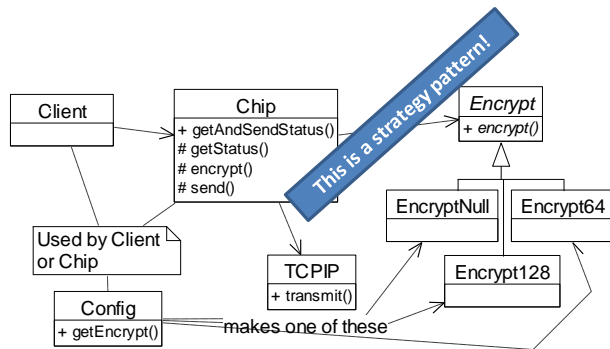 Client
Chip
+ getAndSendStatus()
# getStatus()
# encrypt()
# send()
This is a strategy pattern!
Encrypt
+ encrypt()
EncryptNull
Encrypt64
Encrypt128
Used by Client
or Chip
TCPIP
+ transmit()
Config
+ getEncrypt()
makes one of these